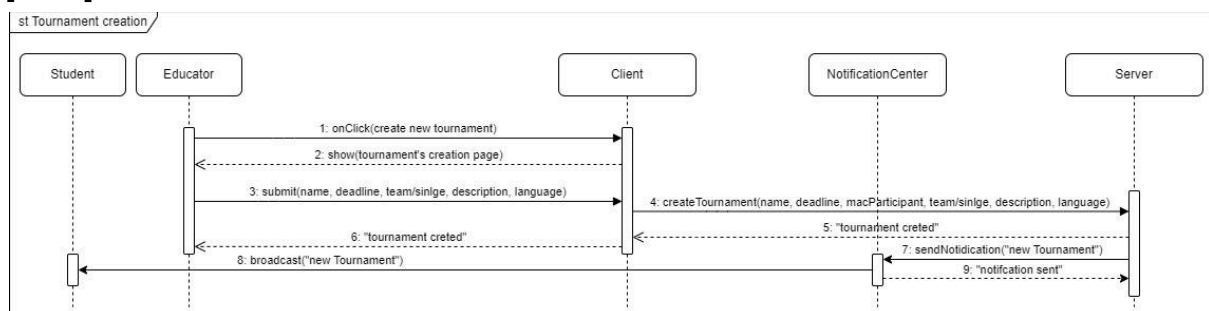 st Tournament creation
Student
Educator
Client
NotificationCenter
Server
1: onClick(create new tournament)
2: show(tournament's creation page)
3: submit(name, deadline, team/sinlge, description, language)
4: createTournament(name, deadline, macParticipant, team/sinlge, description, language)
5: "tournament creted"
6: "tournament creted"
7: sendNotidication("new Tournament")
8: broadcast("new Tournament")
9: "notifcation sent"